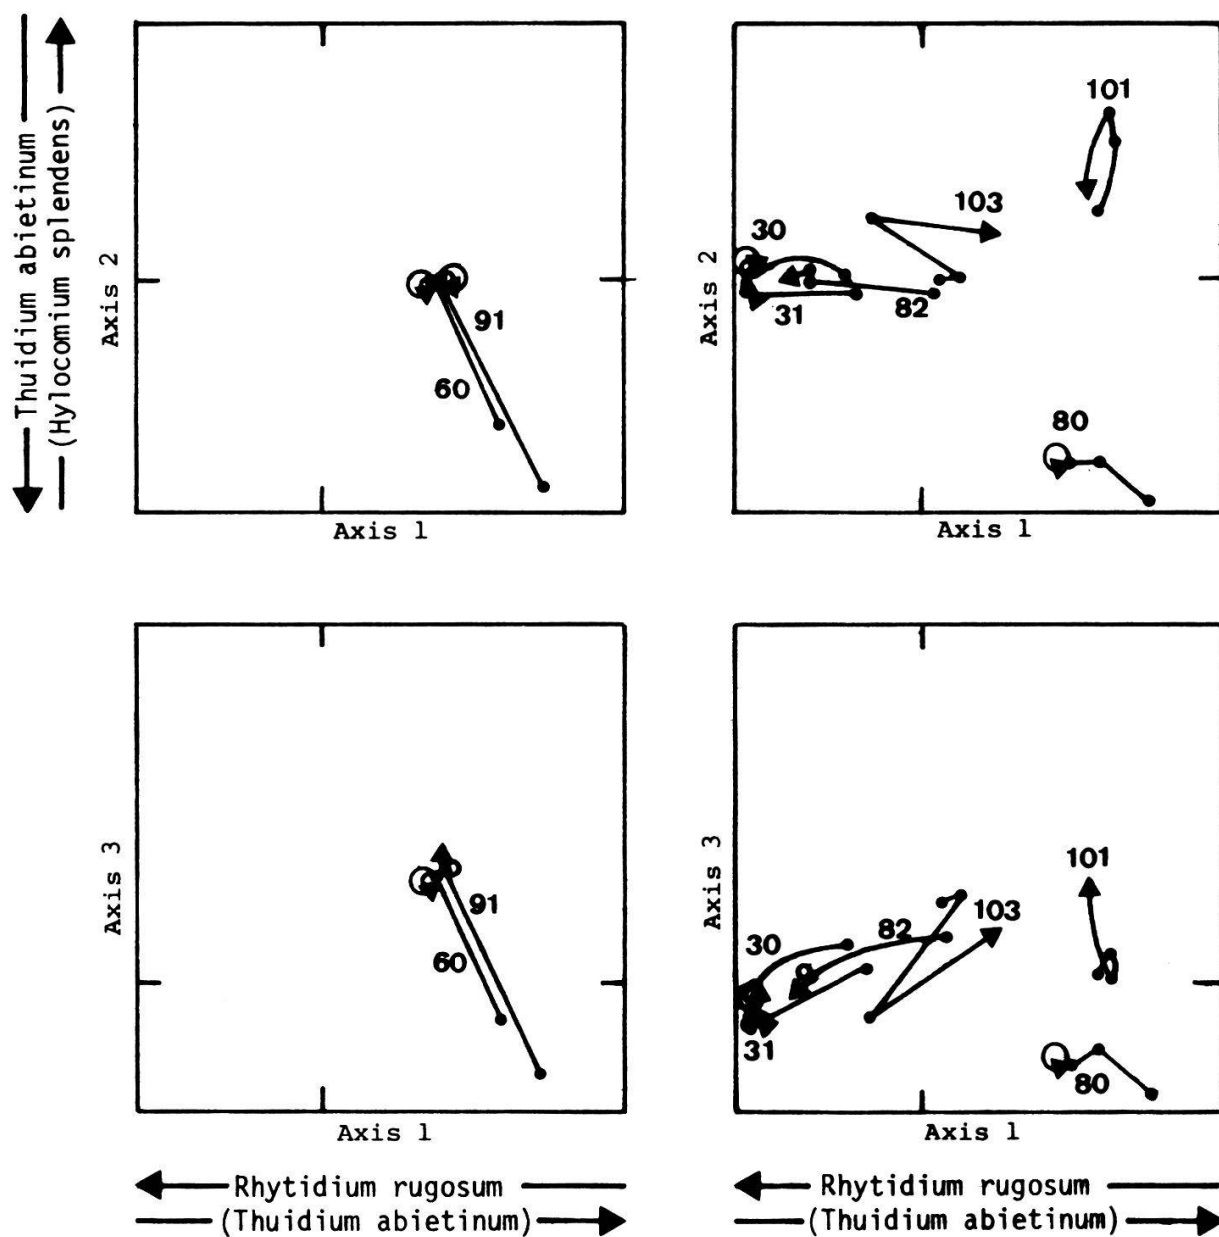 Thuidium abietinum
(Hylocomium splendens)
Axis 2
91
60
Axis 1
Axis 2
101
103
30
31
82
80
Axis 1
Axis 3
91
60
Axis 1
Axis 3
101
103
82
30
31
80
Axis 1
Rhytidium rugosum
(Thuidium abietinum)
Rhytidium rugosum
(Thuidium abietinum)